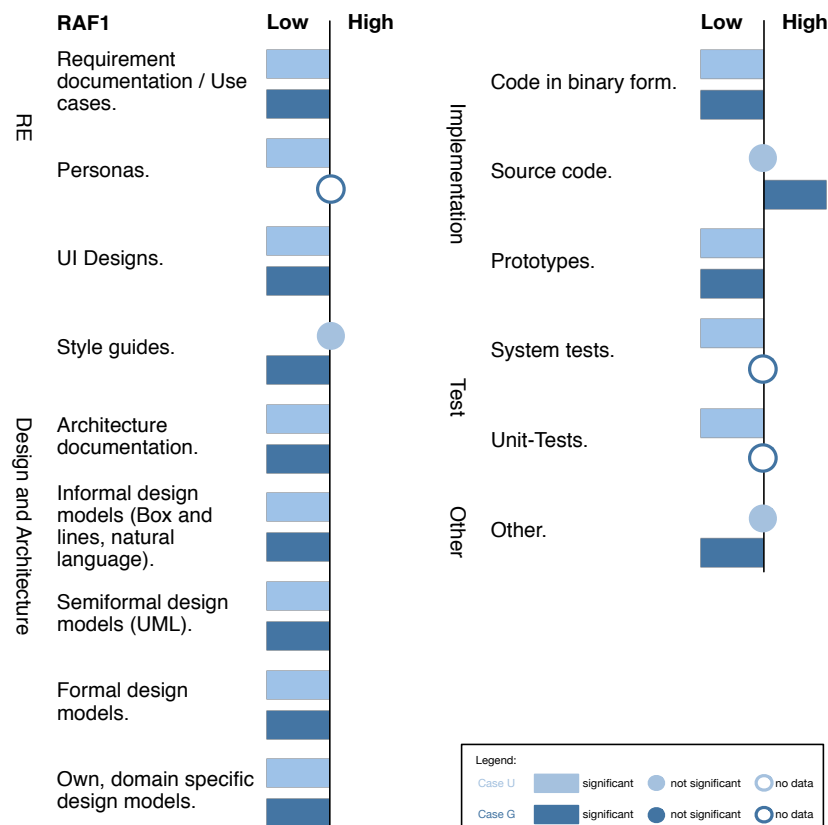 RAF1
Low
High
RE
Requirement
documentation / Use
cases.
Personas.
UI Designs.
Style guides.
Design and Architecture
Architecture
documentation.
Informal design
models (Box and
lines, natural
language).
Semiformal design
models (UML).
Formal design
models.
Own, domain specific
design models.
Low
High
Implementation
Code in binary form.
Source code.
Prototypes.
Test
System tests.
Unit-Tests.
Other
Other.
Legend:
Case U significant not significant no data
Case G significant not significant no data